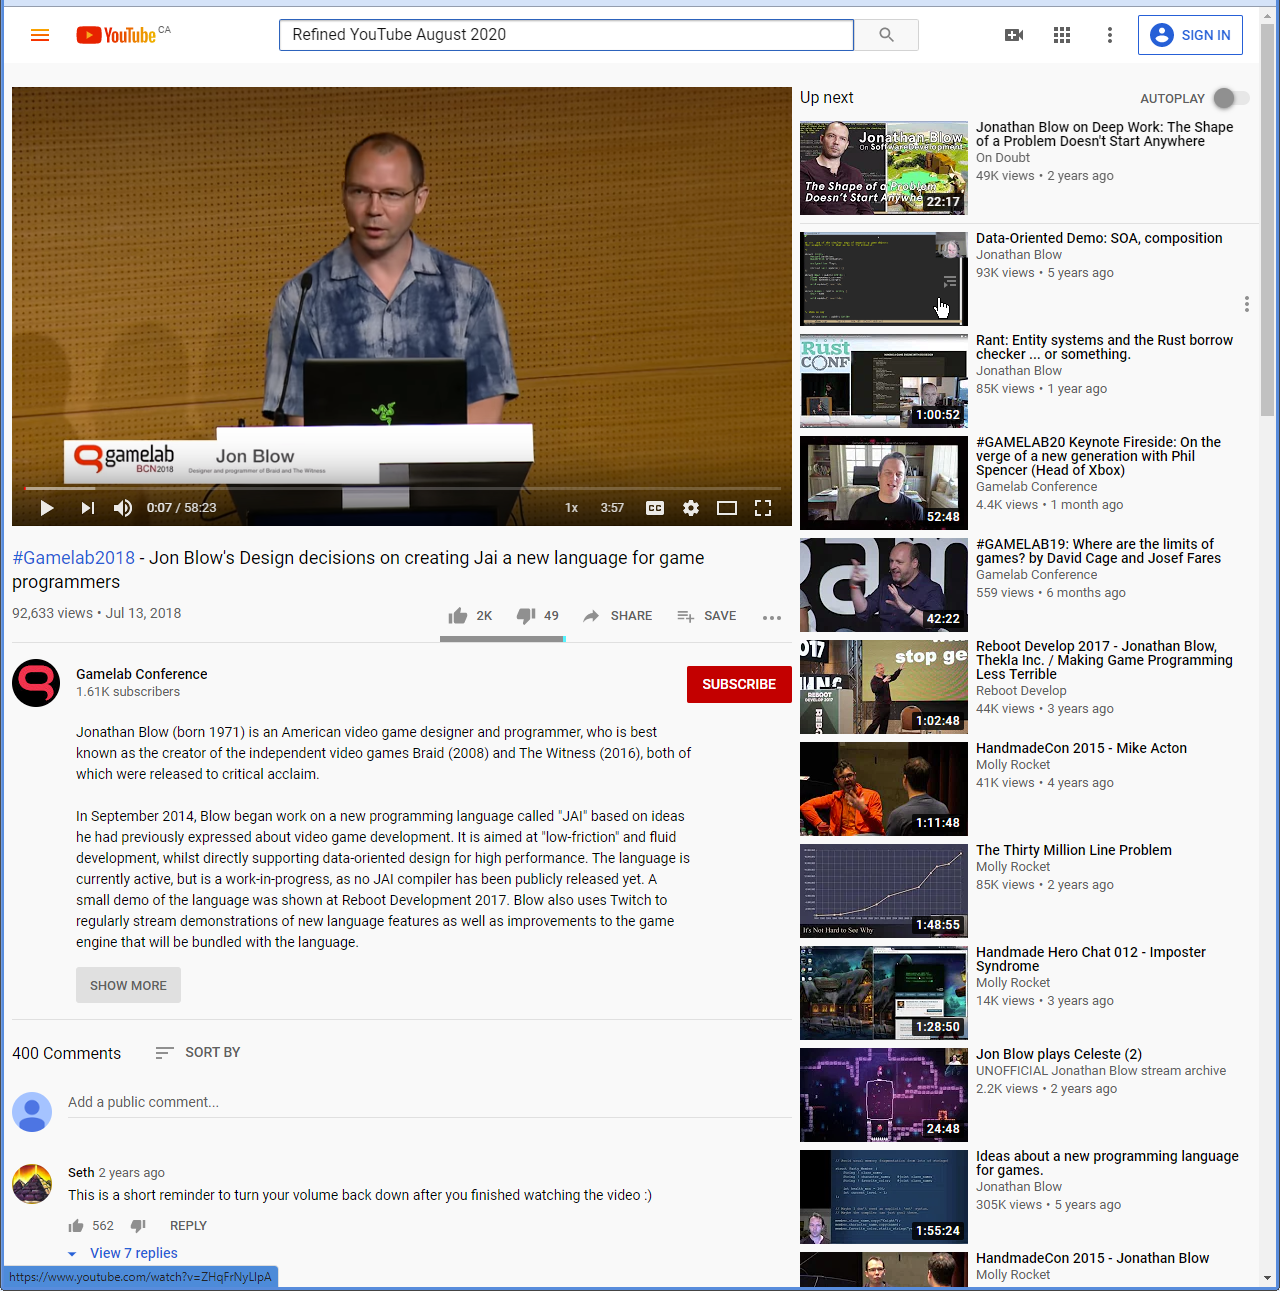 YouTube CA
Refined YouTube August 2020
SIGN IN
gamelab
BCN2018
Jon Blow
Designer and programmer of Braid and The Witness
0:07 / 58:23
1x
3:57
CC
#Gamelab2018 - Jon Blow's Design decisions on creating Jai a new language for game
programmers
92,633 views • Jul 13, 2018
2K
49
SHARE
SAVE
Gamelab Conference
1.61K subscribers
SUBSCRIBE
Jonathan Blow (born 1971) is an American video game designer and programmer, who is best
known as the creator of the independent video games Braid (2008) and The Witness (2016), both of
which were released to critical acclaim.
In September 2014, Blow began work on a new programming language called "JAI" based on ideas
he had previously expressed about video game development. It is aimed at "low-friction" and fluid
development, whilst directly supporting data-oriented design for high performance. The language is
currently active, but is a work-in-progress, as no JAI compiler has been publicly released yet. A
small demo of the language was shown at Reboot Development 2017. Blow also uses Twitch to
regularly stream demonstrations of new language features as well as improvements to the game
engine that will be bundled with the language.
SHOW MORE
400 Comments
SORT BY
Add a public comment...
Seth 2 years ago
This is a short reminder to turn your volume back down after you finished watching the video :)
562
REPLY
View 7 replies
https://www.youtube.com/watch?v=ZHqFrNyLlpA
Up next
AUTOPLAY
Jonathan Blow
On Software Development
The Shape of a Problem
Doesn't Start Anywhe
22:17
Jonathan Blow on Deep Work: The Shape
of a Problem Doesn't Start Anywhere
On Doubt
49K views • 2 years ago
Data-Oriented Demo: SOA, composition
Jonathan Blow
93K views • 5 years ago
Rust
CONF
1:00:52
Rant: Entity systems and the Rust borrow
checker ... or something.
Jonathan Blow
85K views • 1 year ago
52:48
#GAMELAB20 Keynote Fireside: On the
verge of a new generation with Phil
Spencer (Head of Xbox)
Gamelab Conference
4.4K views • 1 month ago
42:22
#GAMELAB19: Where are the limits of
games? by David Cage and Josef Fares
Gamelab Conference
559 views • 6 months ago
stop ge
REBOOT
DEVELOP 2017
1:02:48
Reboot Develop 2017 - Jonathan Blow,
Thekla Inc. / Making Game Programming
Less Terrible
Reboot Develop
44K views • 3 years ago
1:11:48
HandmadeCon 2015 - Mike Acton
Molly Rocket
41K views • 4 years ago
It's Not Hard to See Why
1:48:55
The Thirty Million Line Problem
Molly Rocket
85K views • 2 years ago
1:28:50
Handmade Hero Chat 012 - Imposter
Syndrome
Molly Rocket
14K views • 3 years ago
24:48
Jon Blow plays Celeste (2)
UNOFFICIAL Jonathan Blow stream archive
2.2K views • 2 years ago
1:55:24
Ideas about a new programming language
for games.
Jonathan Blow
305K views • 5 years ago
HandmadeCon 2015 - Jonathan Blow
Molly Rocket